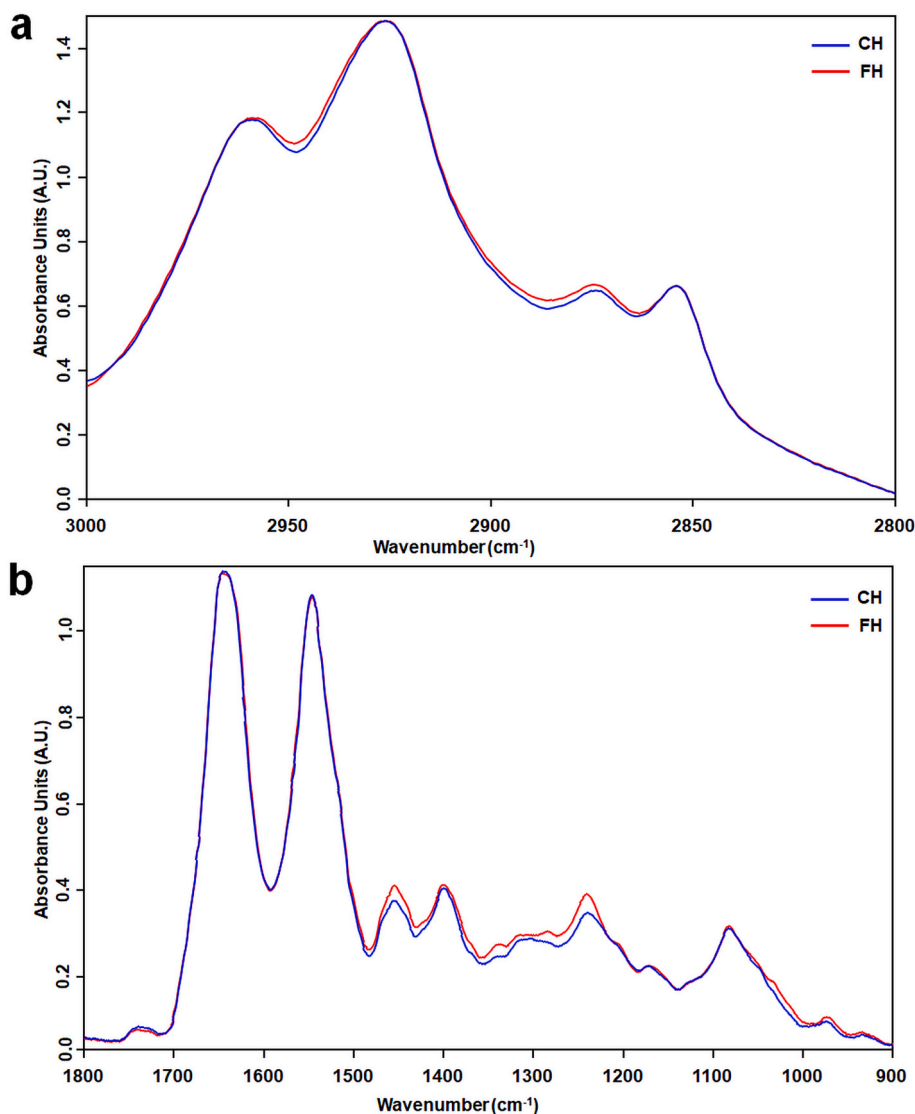 a
CH
FH
Absorbance Units (A.U.)
1.4
1.2
1.0
0.8
0.6
0.4
0.2
0.0
3000 2950 2900 2850 2800
Wavenumber (cm-1)
b
CH
FH
Absorbance Units (A.U.)
1.0
0.8
0.6
0.4
0.2
0.0
1800 1700 1600 1500 1400 1300 1200 1100 1000 900
Wavenumber (cm-1)